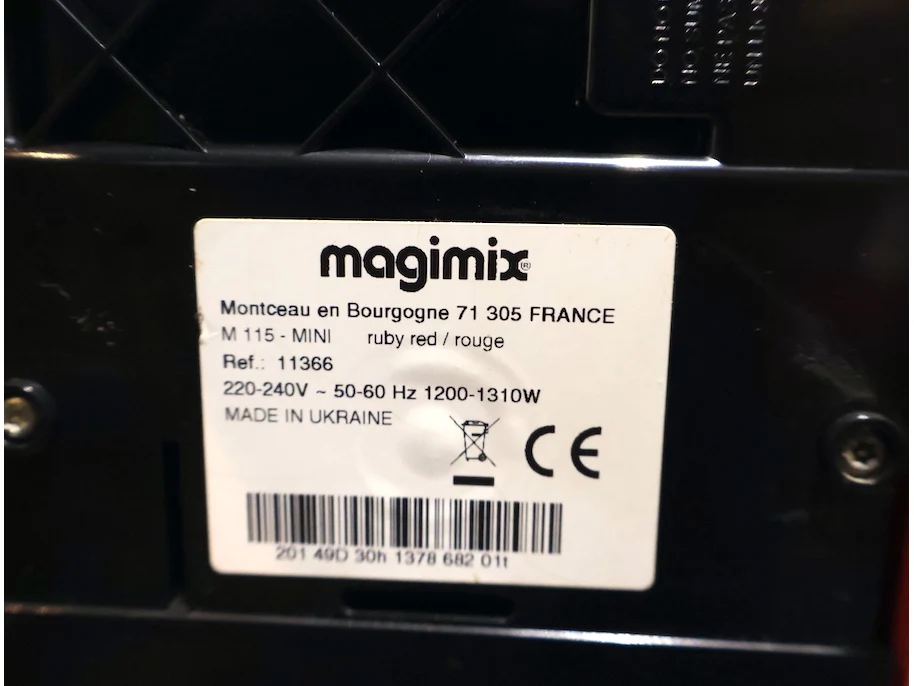 magimix®
Montceau en Bourgogne 71 305 FRANCE
M 115 - MINI ruby red / rouge
Ref.: 11366
220-240V ~ 50-60 Hz 1200-1310W
MADE IN UKRAINE
CE
201 49D 30h 1378 682 01t